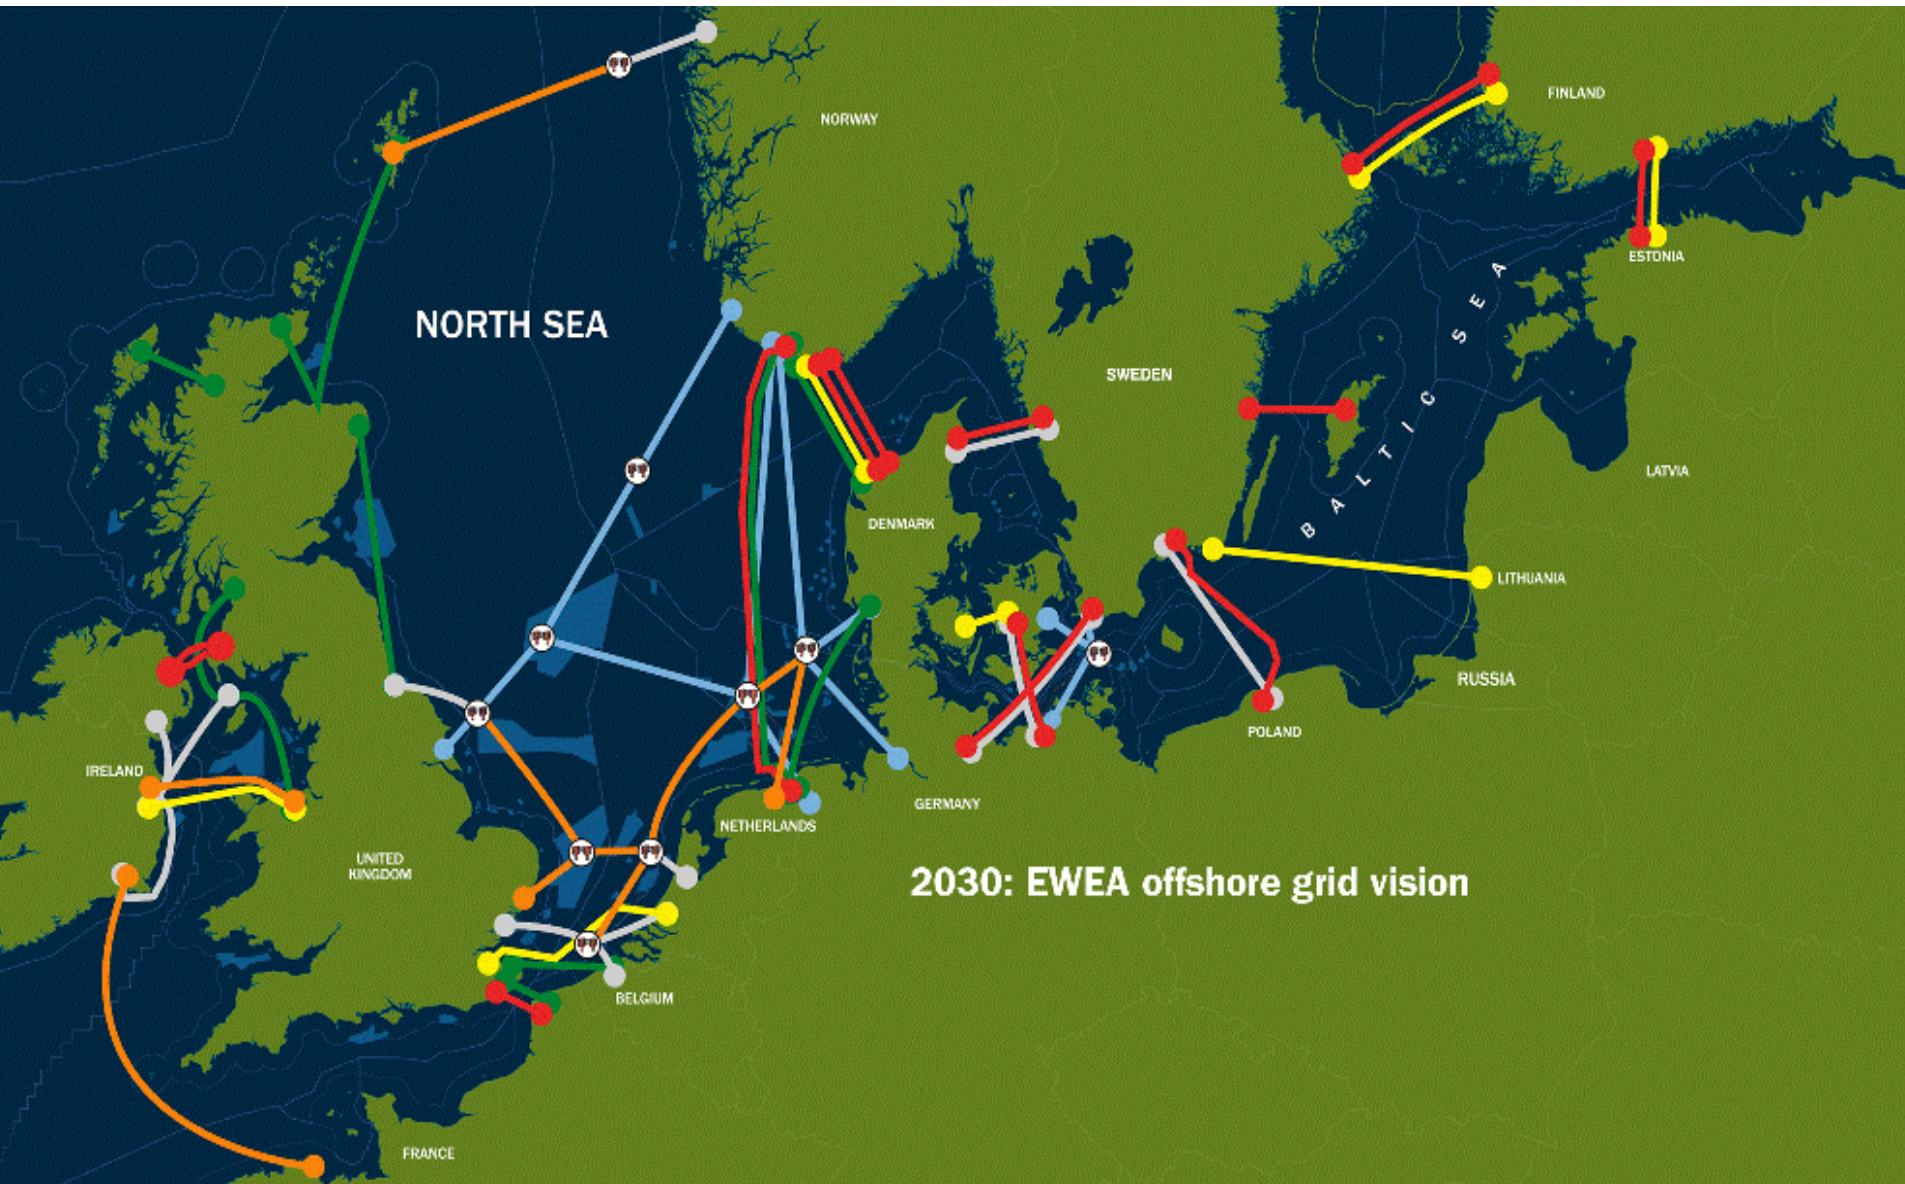 FINLAND
NORWAY
ESTONIA
NORTH SEA
SWEDEN
BALTIC SEA
LATVIA
DENMARK
LITHUANIA
RUSSIA
POLAND
IRELAND
GERMANY
NETHERLANDS
UNITED
KINGDOM
2030: EWEA offshore grid vision
BELGIUM
FRANCE